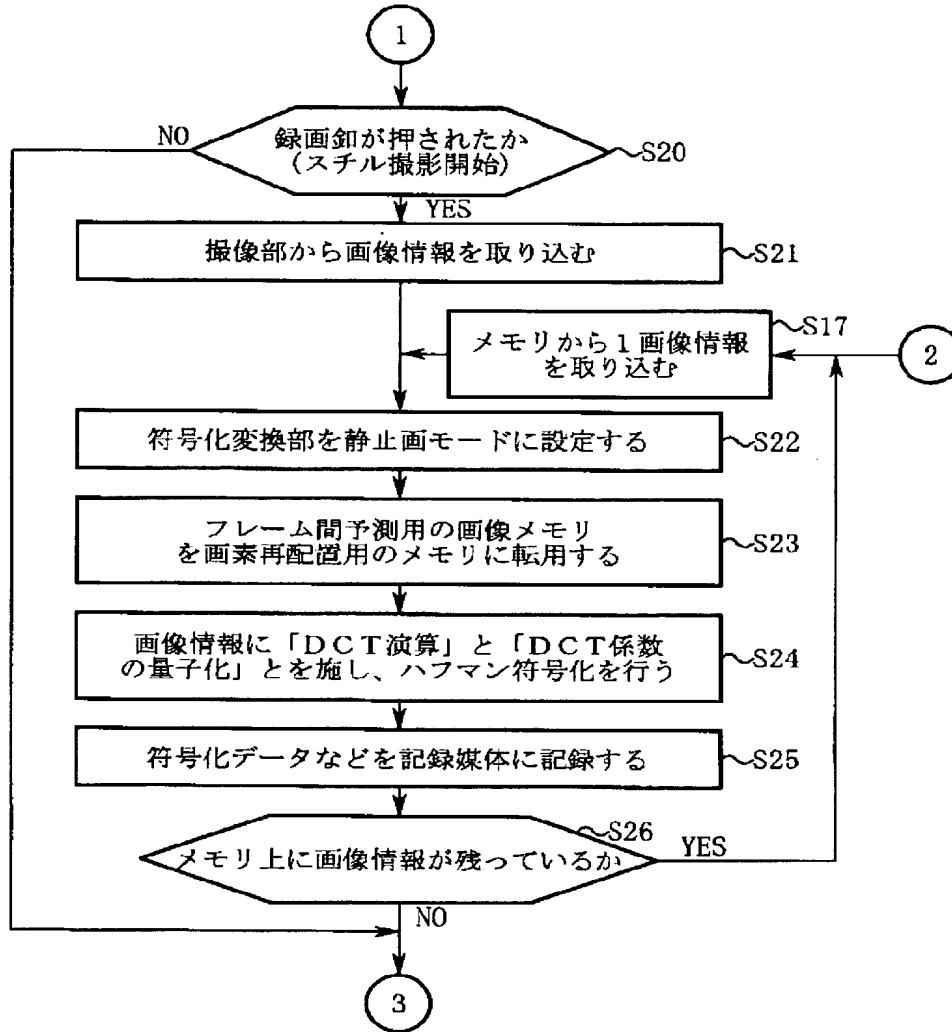 1
NO
録画釦が押されたか
(スチル撮影開始)
S20
YES
撮像部から画像情報を取り込む
S21
メモリから1画像情報
を取り込む
S17
2
符号化変換部を静止画モードに設定する
S22
フレーム間予測用の画像メモリ
を画素再配置用のメモリに転用する
S23
画像情報に「DCT演算」と「DCT係数
の量子化」とを施し、ハフマン符号化を行う
S24
符号化データなどを記録媒体に記録する
S25
メモリ上に画像情報が残っているか
S26
YES
NO
3